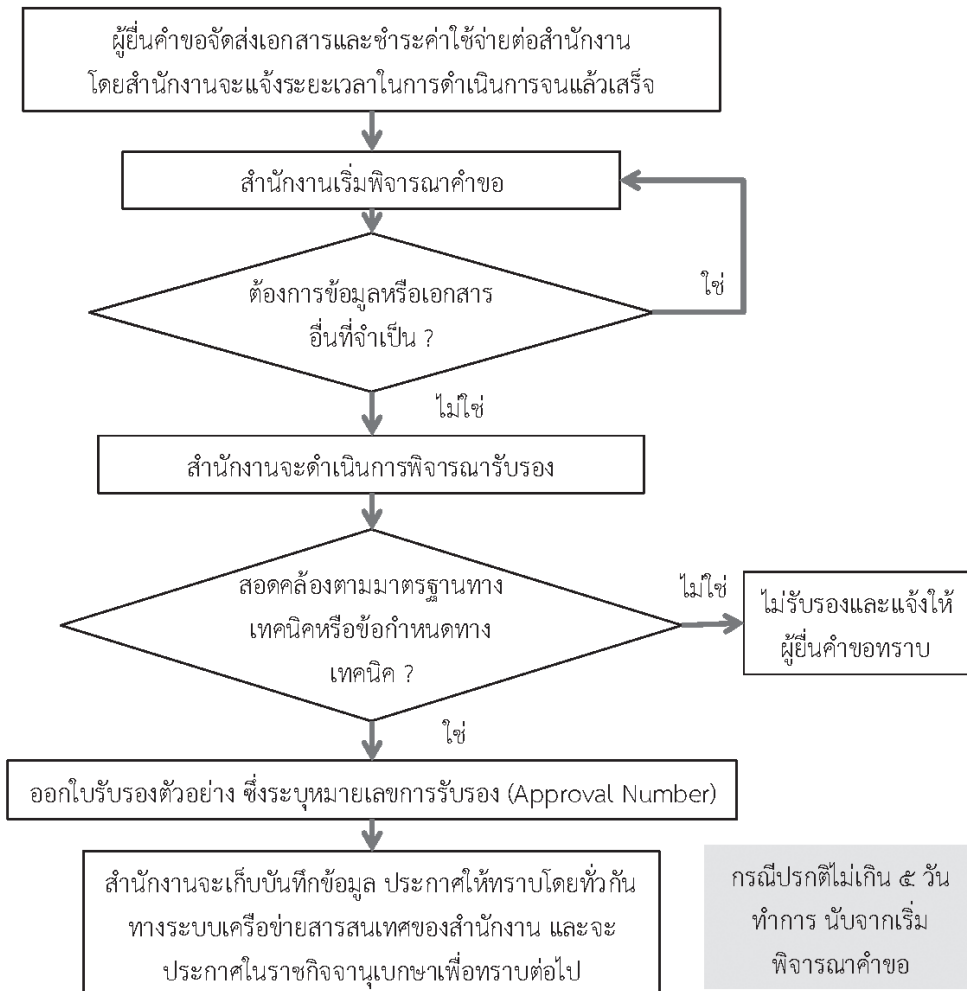 ผู้ยื่นคำขอจัดส่งเอกสารและชำระค่าใช้จ่ายต่อสำนักงาน
โดยสำนักงานจะแจ้งระยะเวลาในการดำเนินการจนแล้วเสร็จ
สำนักงานเริ่มพิจารณาคำขอ
ต้องการข้อมูลหรือเอกสาร
อื่นที่จำเป็น ?
ใช่
ไม่ใช่
สำนักงานจะดำเนินการพิจารณารับรอง
สอดคล้องตามมาตรฐานทาง
เทคนิคหรือข้อกำหนดทาง
เทคนิค ?
ไม่ใช่
ไม่รับรองและแจ้งให้
ผู้ยื่นคำขอทราบ
ใช่
ออกใบรับรองตัวอย่าง ซึ่งระบุหมายเลขการรับรอง (Approval Number)
สำนักงานจะเก็บบันทึกข้อมูล ประกาศให้ทราบโดยทั่วกัน
ทางระบบเครือข่ายสารสนเทศของสำนักงาน และจะ
ประกาศในราชกิจจานุเบกษาเพื่อทราบต่อไป
กรณีปรกติไม่เกิน ๕ วัน
ทำการ นับจากเริ่ม
พิจารณาคำขอ